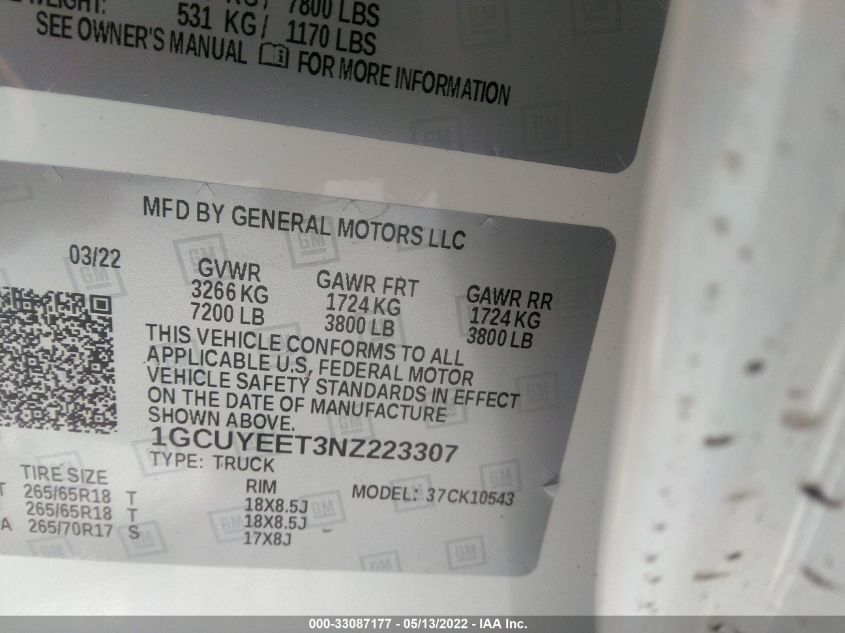 7800 LBS
531 KG/ 1170 LBS
SEE OWNER'S MANUAL FOR MORE INFORMATION
MFD BY GENERAL MOTORS LLC
03/22
GVWR GAWR FRT GAWR RR
3266 KG 1724 KG 1724 KG
7200 LB 3800 LB 3800 LB
THIS VEHICLE CONFORMS TO ALL
APPLICABLE U.S, FEDERAL MOTOR
VEHICLE SAFETY STANDARDS IN EFFECT
ON THE DATE OF MANUFACTURE
SHOWN ABOVE.
1GCUYEET3NZ223307
TYPE: TRUCK
MODEL: 37CK10543
TIRE SIZE RIM
265/65R18 T 18X8.5J
265/65R18 T 18X8.5J
265/70R17 S 17X8J
000-33087177 - 05/13/2022 - IAA Inc.